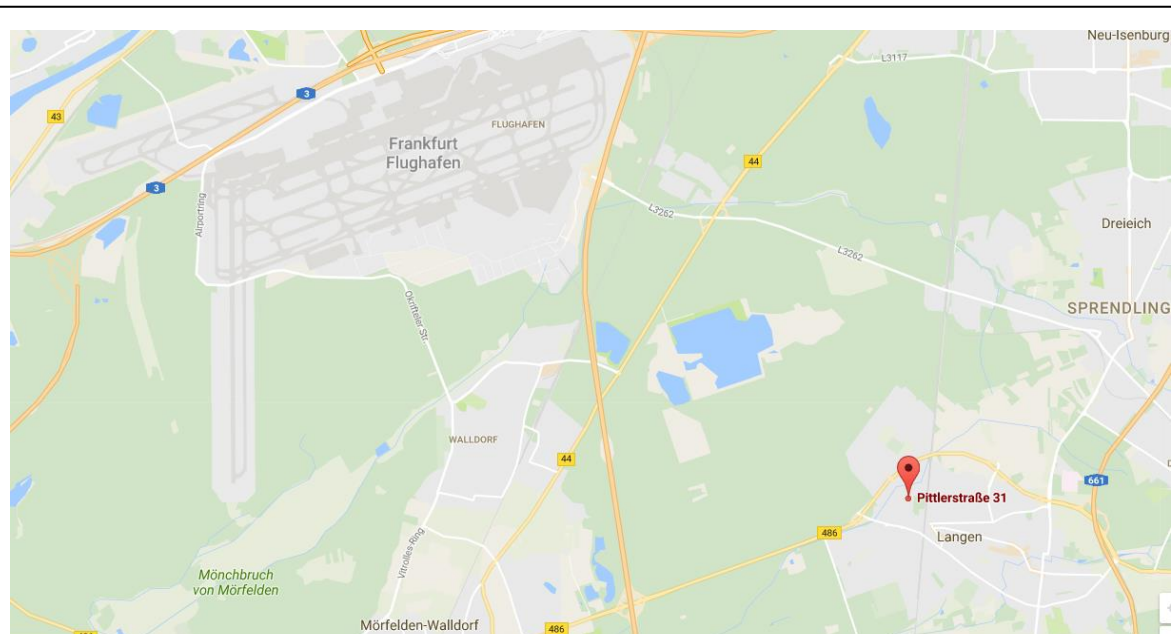 Neu-Isenburg
L3117
3
43
FLUGHAFEN
Frankfurt
Flughafen
44
3
Airportring
L3262
Dreieich
L3262
Okrifteler Str.
SPRENDLING
WALLDORF
44
661
Pittlerstraße 31
486
Langen
Vitrolles-Ring
Mönchbruch
von Mörfelden
Mörfelden-Walldorf
486
486